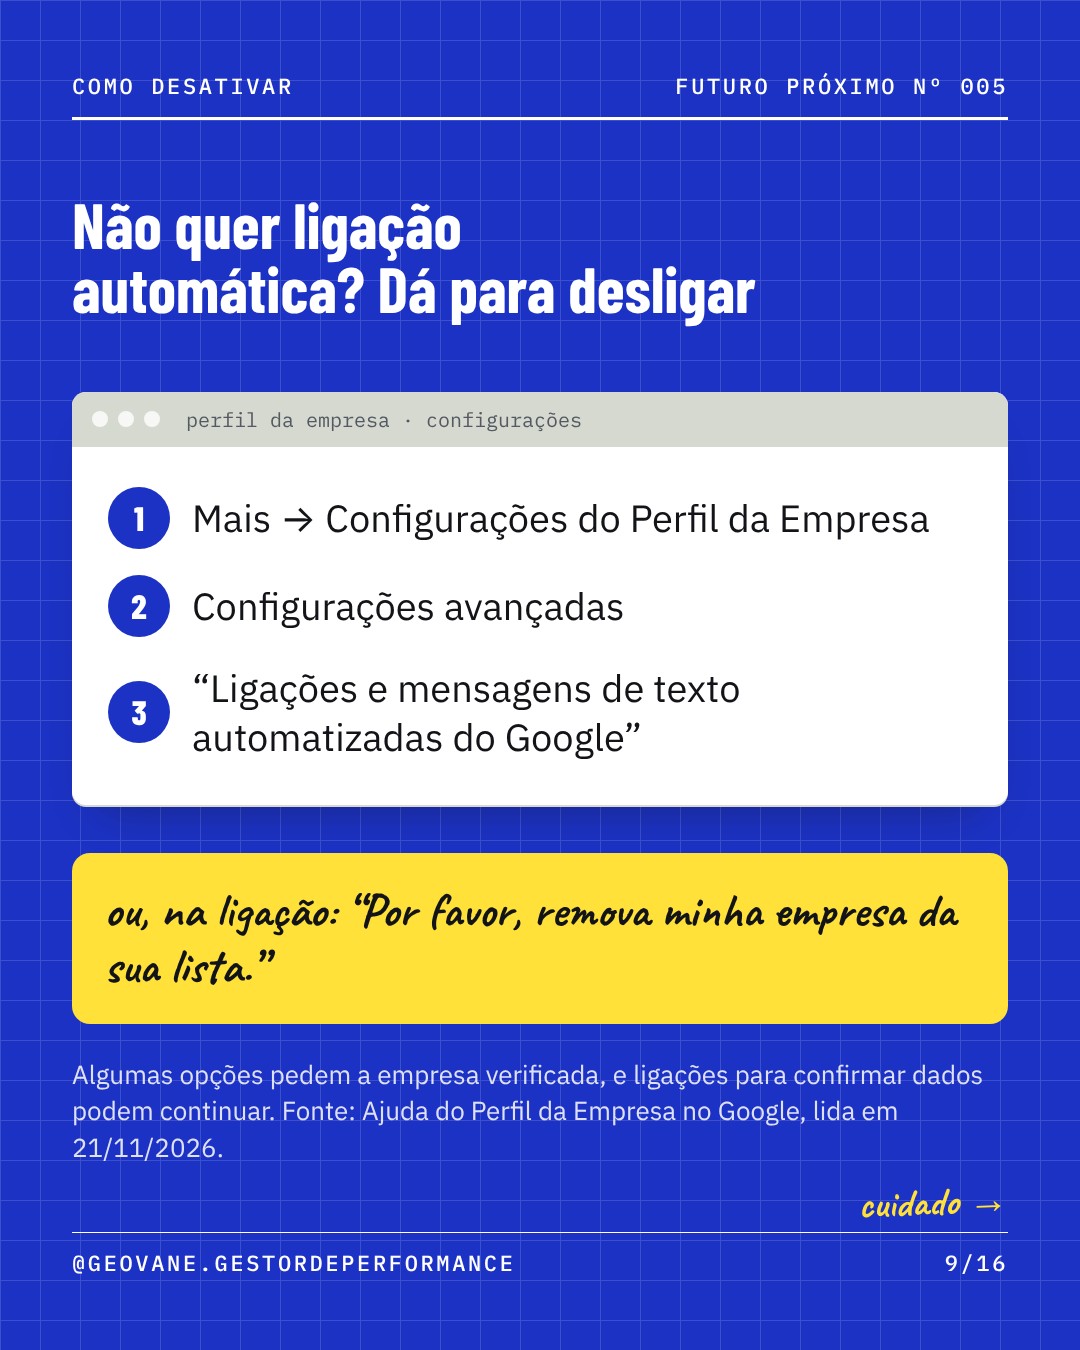 COMO DESATIVAR
FUTURO PRÓXIMO Nº 005
Não quer ligação
automática? Dá para desligar
perfil da empresa · configurações
1 Mais → Configurações do Perfil da Empresa
2 Configurações avançadas
3 “Ligações e mensagens de texto
automatizadas do Google”
ou, na ligação: “Por favor, remova minha empresa da
sua lista.”
Algumas opções pedem a empresa verificada, e ligações para confirmar dados
podem continuar. Fonte: Ajuda do Perfil da Empresa no Google, lida em
21/11/2026.
cuidado →
@GEOVANE.GESTORDEPERFORMANCE
9/16